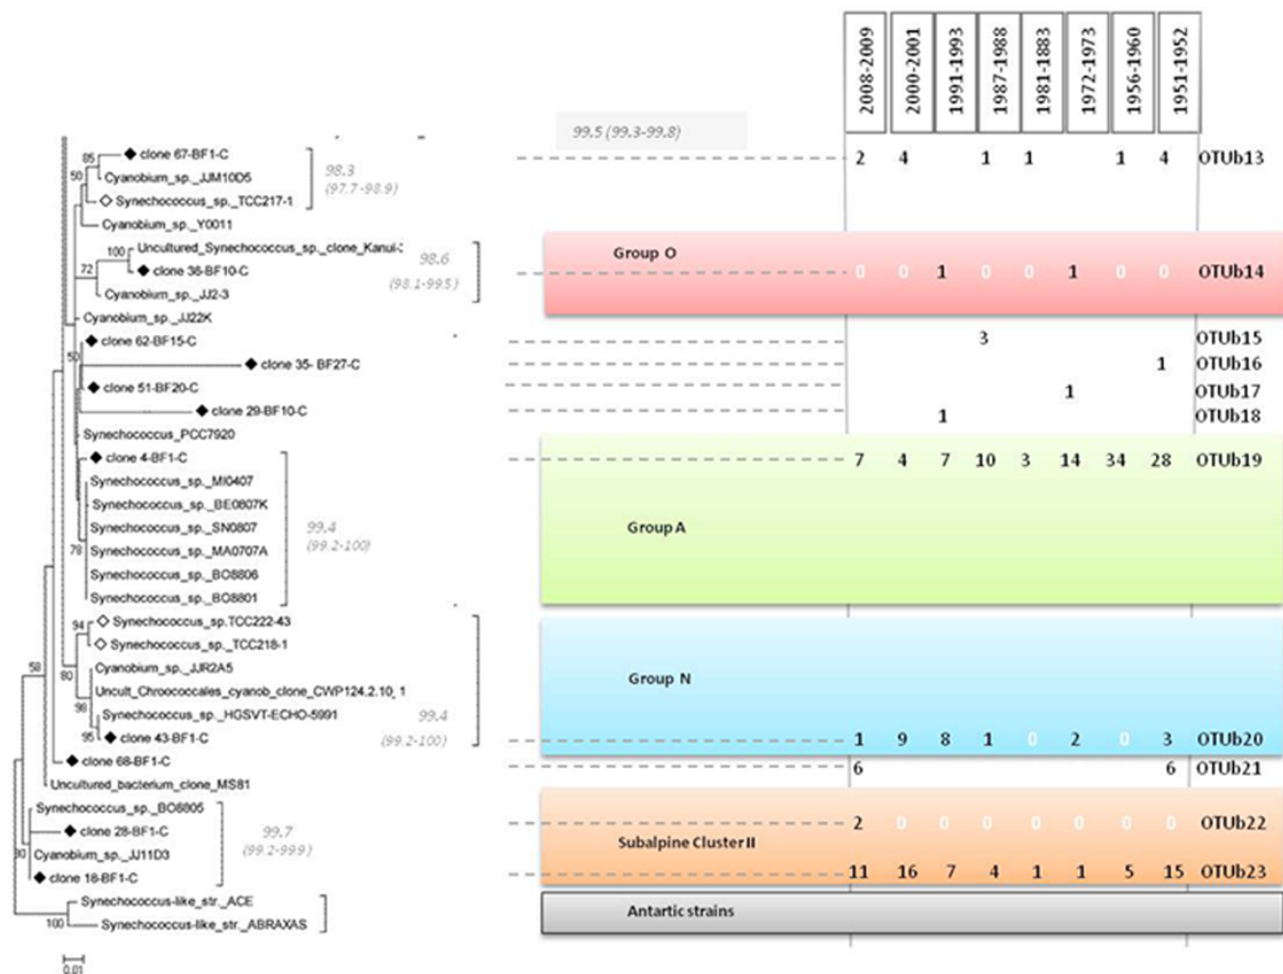 2008-2009 2000-2001 1991-1993 1987-1988 1981-1883 1972-1973 1956-1960 1951-1952
99.5 (99.3-99.8)
85 clone 67-BF1-C 2 4 1 1 1 4 OTUb13
98.3
50 Cyanobium_sp._JJM10D5
(97.7-98.9)
Synechococcus_sp._TCC217-1
Cyanobium_sp._Y0011
100 Uncultured_Synechococcus_sp._clone_Kanui-
98.6
Group O
72 clone 36-BF10-C 0 0 1 0 0 1 0 0 OTUb14
(98.1-99.5)
Cyanobium_sp._JJ2-3
Cyanobium_sp._JJ22K
clone 62-BF15-C 3 OTUb15
50
clone 35- BF27-C 1 OTUb16
clone 51-BF20-C 1 OTUb17
clone 29-BF10-C 1 OTUb18
Synechococcus_PCC7920
clone 4-BF1-C 7 4 7 10 3 14 34 28 OTUb19
Synechococcus_sp._MI0407
Synechococcus_sp._BE0807K
Synechococcus_sp._SN0807
99.4
Group A
(99.2-100)
78 Synechococcus_sp._MA0707A
Synechococcus_sp._BO8806
Synechococcus_sp._BO8801
94 Synechococcus_sp.TCC222-43
Synechococcus_sp._TCC218-1
58 Cyanobium_sp._JJR2A5
80
Group N
Uncult_Chroococcales_cyanob_clone_CWP124.2.10_1
98
Synechococcus_sp._HGSVT-ECHO-5991 99.4
95 clone 43-BF1-C (99.2-100) 1 9 8 1 0 2 0 3 OTUb20
clone 68-BF1-C 6 6 OTUb21
Uncultured_bacterium_clone_MS81
Synechococcus_sp._BO8805
clone 28-BF1-C 99.7 2 0 0 0 0 0 0 0 OTUb22
Subalpine Cluster II
(99.2-99.9)
Cyanobium_sp._JJ11D3
clone 18-BF1-C 11 16 7 4 1 1 5 15 OTUb23
Synechococcus-like_str._ACE
Antartic strains
100 Synechococcus-like_str._ABRAXAS
0.01